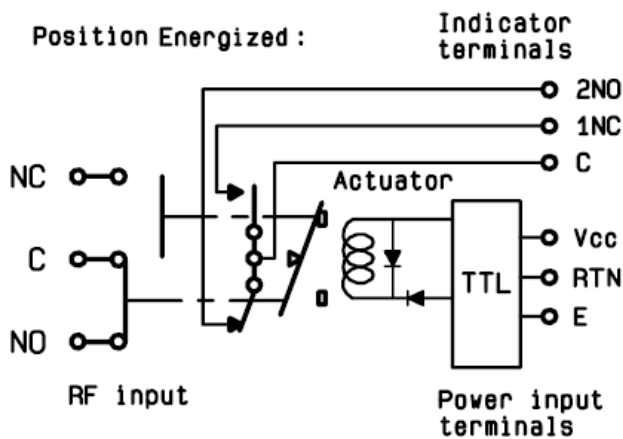 Position Energized :
Indicator
terminals
2NO
1NC
C
NC
Actuator
C
Vcc
TTL
RTN
E
NO
RF input
Power input
terminals